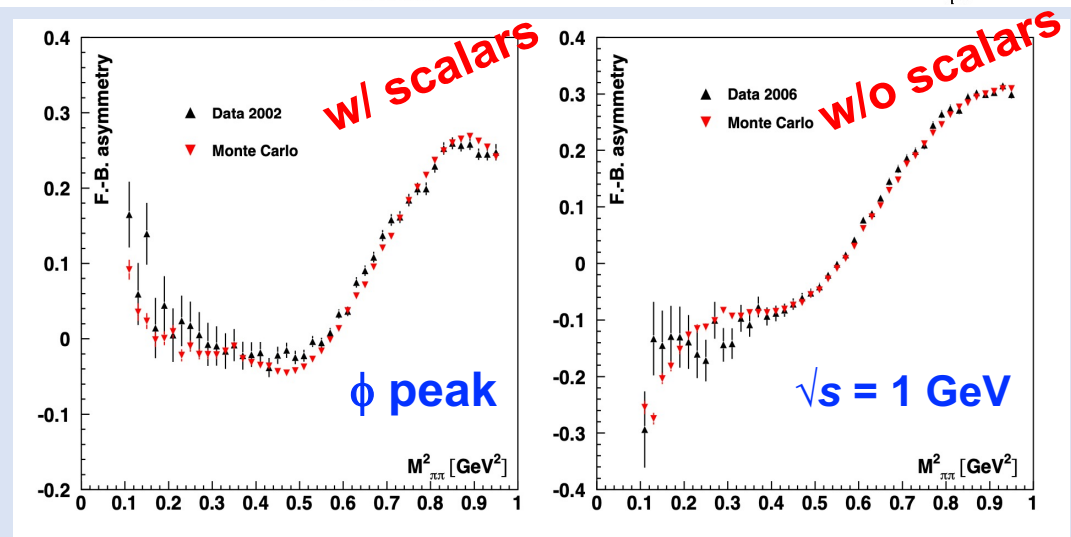 0.4
0.3
0.2
0.1
0
-0.1
-0.2
F.-B. asymmetry
w/ scalars
Data 2002
Monte Carlo
ϕ peak
M²ππ [GeV²]
0 0.1 0.2 0.3 0.4 0.5 0.6 0.7 0.8 0.9 1
0.4
0.3
0.2
0.1
0
-0.1
-0.2
-0.3
-0.4
F.-B. asymmetry
w/o scalars
Data 2006
Monte Carlo
√s = 1 GeV
M²ππ [GeV²]
0 0.1 0.2 0.3 0.4 0.5 0.6 0.7 0.8 0.9 1